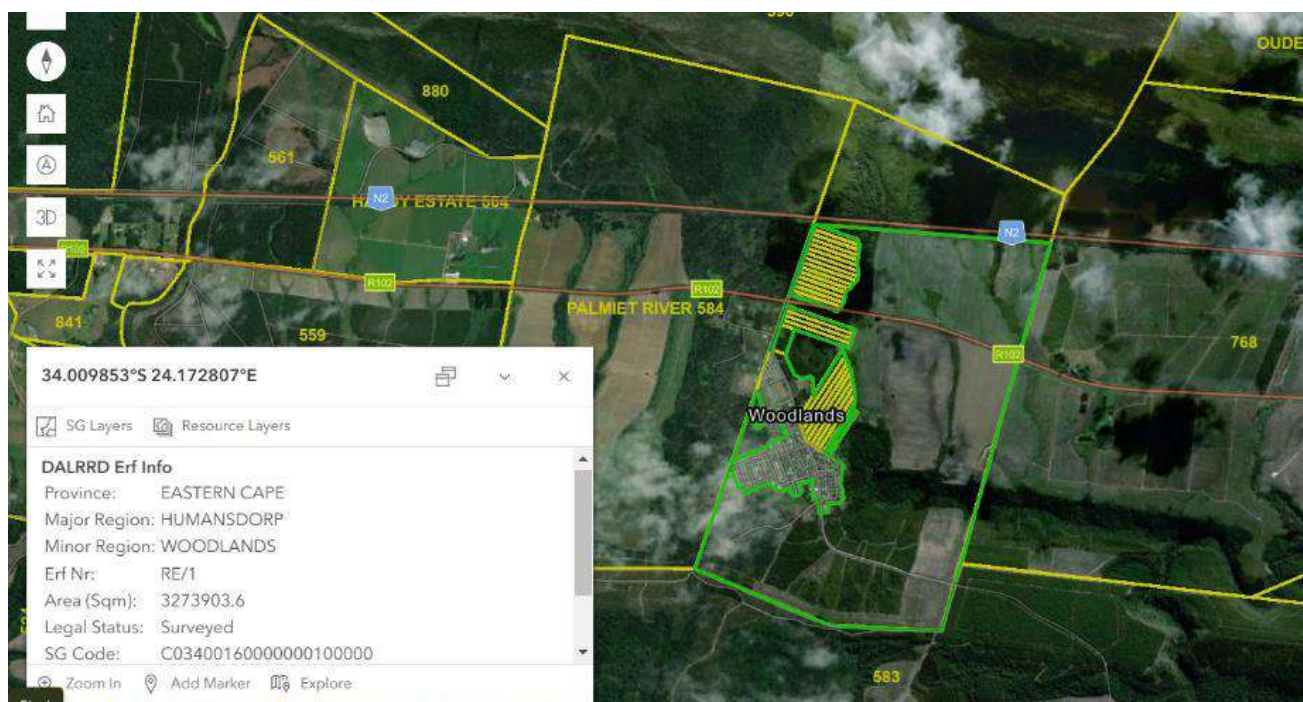 OUDE
880
561
3D
N2
ESTATE 564
N2
R102
R102
R102
PALMIET RIVER 584
R102
841
559
768
Woodlands
34.009853°S 24.172807°E
SG Layers Resource Layers
DALRRD Erf Info
Province: EASTERN CAPE
Major Region: HUMANSDORP
Minor Region: WOODLANDS
Erf Nr: RE/1
Area (Sqm): 3273903.6
Legal Status: Surveyed
SG Code: C03400160000000100000
Zoom In Add Marker Explore
583